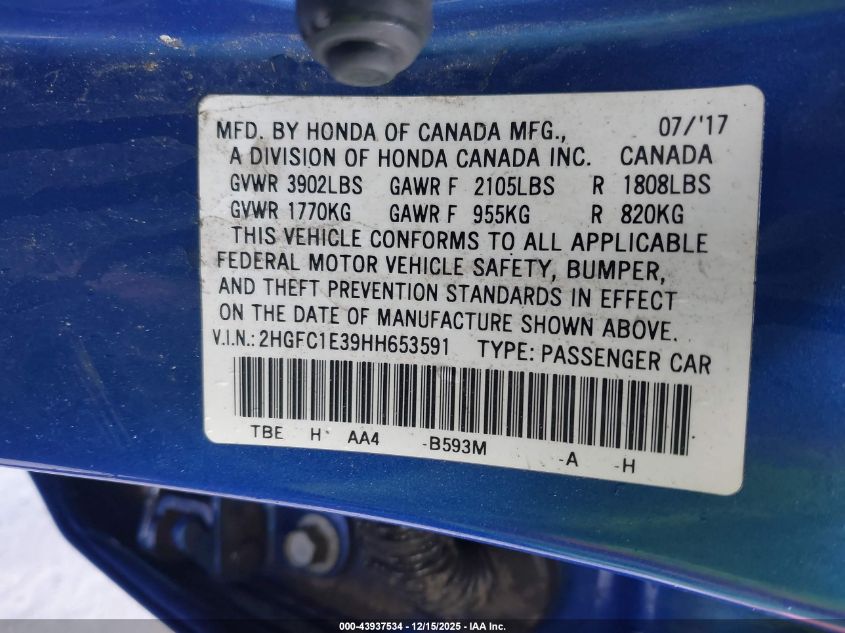 MFD. BY HONDA OF CANADA MFG., 07/'17
A DIVISION OF HONDA CANADA INC. CANADA
GVWR 3902LBS GAWR F 2105LBS R 1808LBS
GVWR 1770KG GAWR F 955KG R 820KG
THIS VEHICLE CONFORMS TO ALL APPLICABLE
FEDERAL MOTOR VEHICLE SAFETY, BUMPER,
AND THEFT PREVENTION STANDARDS IN EFFECT
ON THE DATE OF MANUFACTURE SHOWN ABOVE.
V.I.N.: 2HGFC1E39HH653591 TYPE: PASSENGER CAR
TBE H AA4 -B593M -A -H
000-43937534 - 12/15/2025 - IAA Inc.